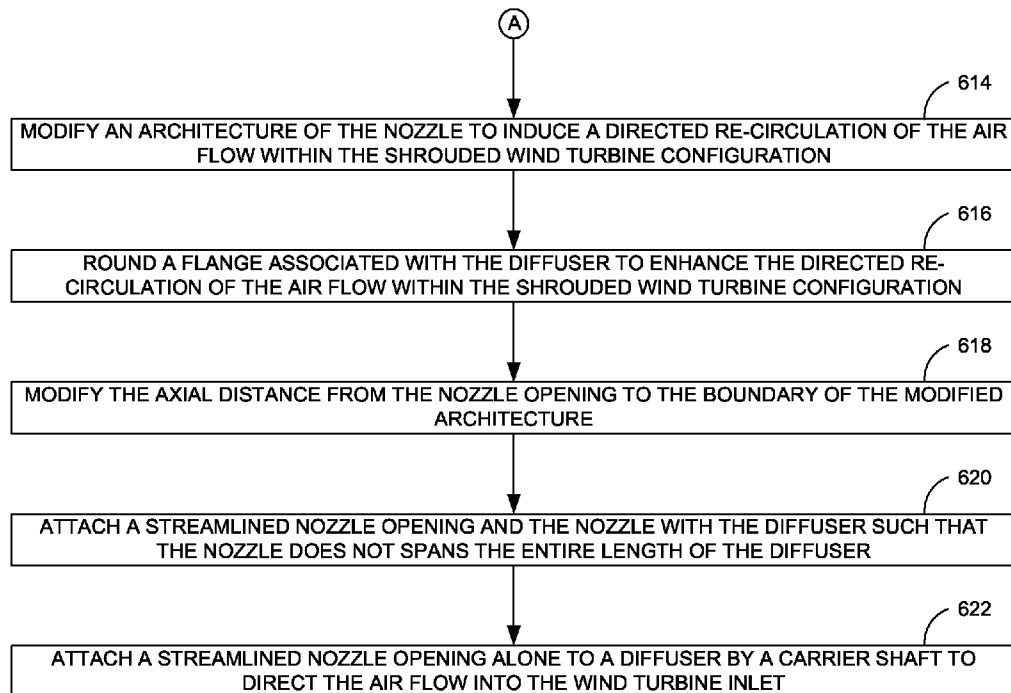 A
614
MODIFY AN ARCHITECTURE OF THE NOZZLE TO INDUCE A DIRECTED RE-CIRCULATION OF THE AIR
FLOW WITHIN THE SHROUDED WIND TURBINE CONFIGURATION
616
ROUND A FLANGE ASSOCIATED WITH THE DIFFUSER TO ENHANCE THE DIRECTED RE-
CIRCULATION OF THE AIR FLOW WITHIN THE SHROUDED WIND TURBINE CONFIGURATION
618
MODIFY THE AXIAL DISTANCE FROM THE NOZZLE OPENING TO THE BOUNDARY OF THE MODIFIED
ARCHITECTURE
620
ATTACH A STREAMLINED NOZZLE OPENING AND THE NOZZLE WITH THE DIFFUSER SUCH THAT
THE NOZZLE DOES NOT SPANS THE ENTIRE LENGTH OF THE DIFFUSER
622
ATTACH A STREAMLINED NOZZLE OPENING ALONE TO A DIFFUSER BY A CARRIER SHAFT TO
DIRECT THE AIR FLOW INTO THE WIND TURBINE INLET